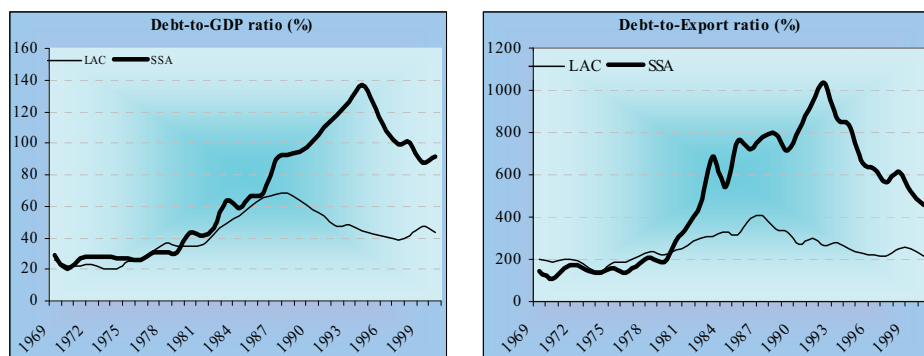 Debt-to-GDP ratio (%)
160
LAC SSA
140
120
100
80
60
40
20
0
1969 1972 1975 1978 1981 1984 1987 1990 1993 1996 1999
Debt-to-Export ratio (%)
1200
LAC SSA
1000
800
600
400
200
0
1969 1972 1975 1978 1981 1984 1987 1990 1993 1996 1999